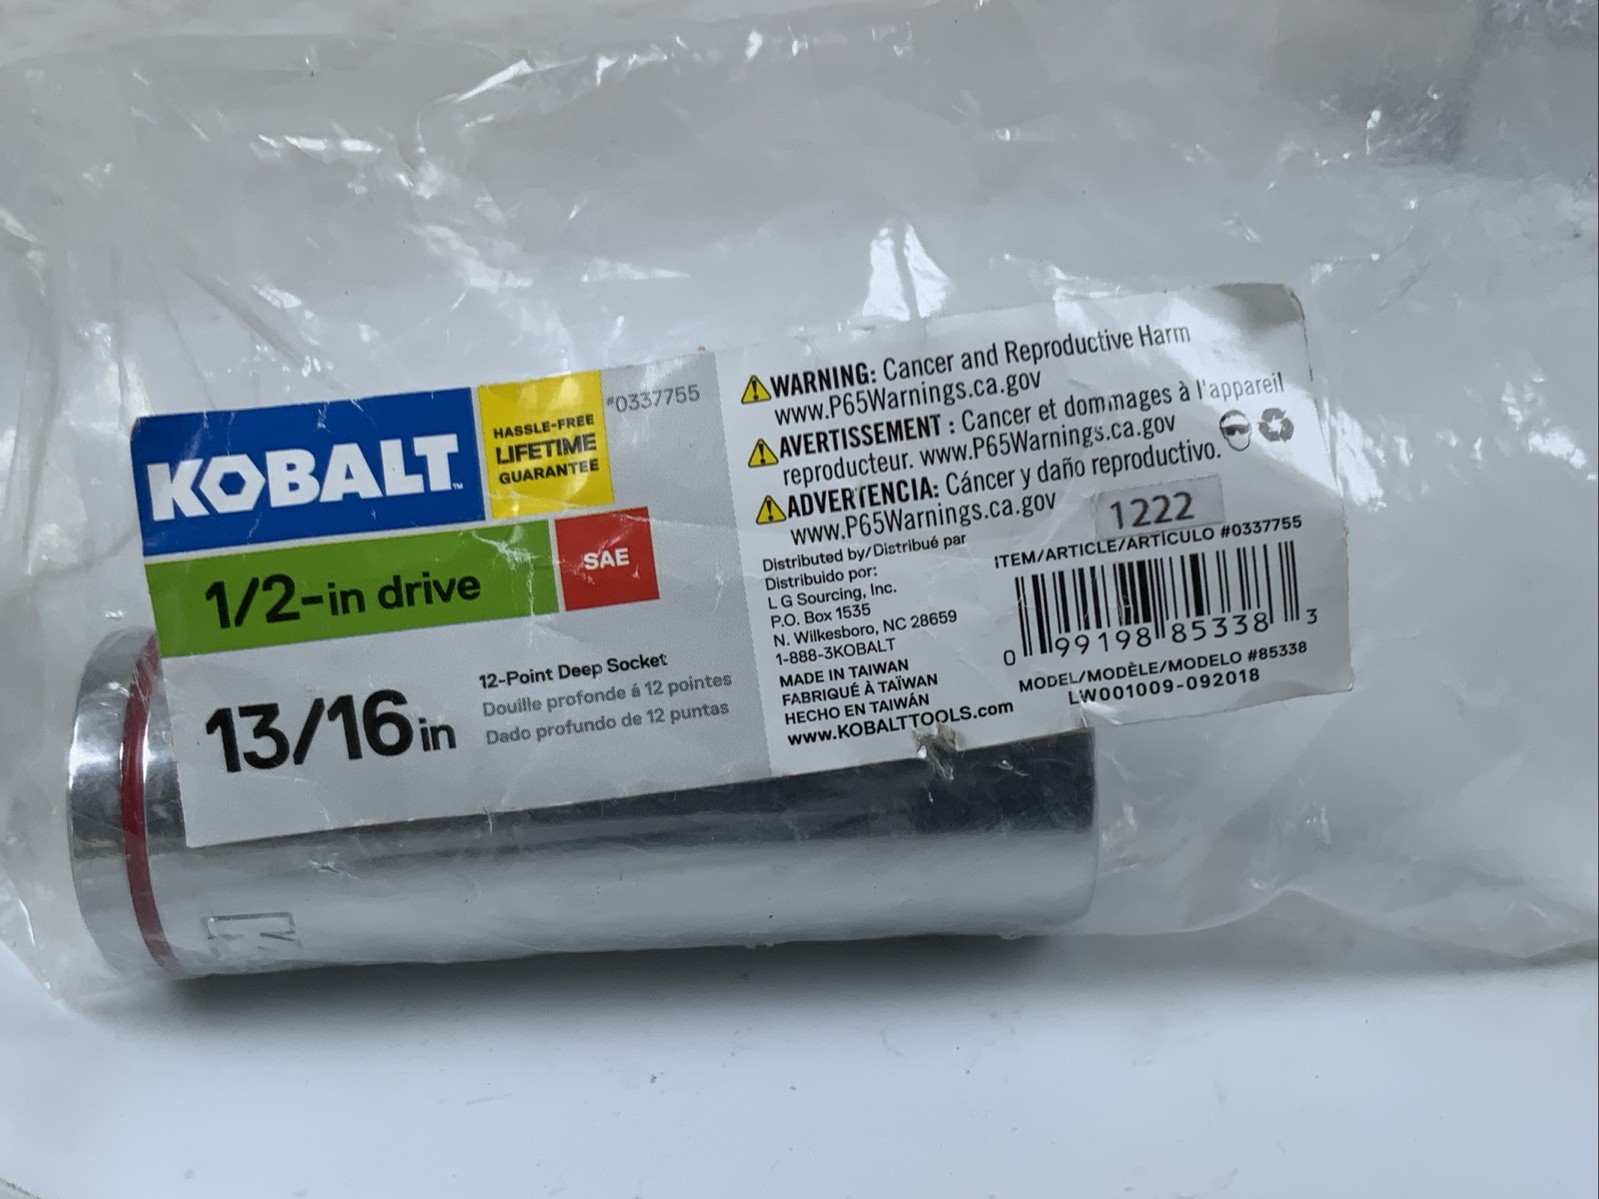 KOBALT™
HASSLE-FREE
LIFETIME
GUARANTEE
#0337755
1/2-in drive
SAE
13/16 in
12-Point Deep Socket
Douille profonde á 12 pointes
Dado profundo de 12 puntas
WARNING: Cancer and Reproductive Harm
www.P65Warnings.ca.gov
AVERTISSEMENT : Cancer et dommages à l'appareil
reproducteur. www.P65Warnings.ca.gov
ADVERTENCIA: Cáncer y daño reproductivo.
www.P65Warnings.ca.gov
Distributed by/Distribué par
Distribuido por:
L G Sourcing, Inc.
P.O. Box 1535
N. Wilkesboro, NC 28659
1-888-3KOBALT
MADE IN TAIWAN
FABRIQUÉ À TAÏWAN
HECHO EN TAIWÁN
www.KOBALTTOOLS.com
1222
ITEM/ARTICLE/ARTÍCULO #0337755
0 99198 85338 3
MODEL/MODÈLE/MODELO #85338
LW001009-092018